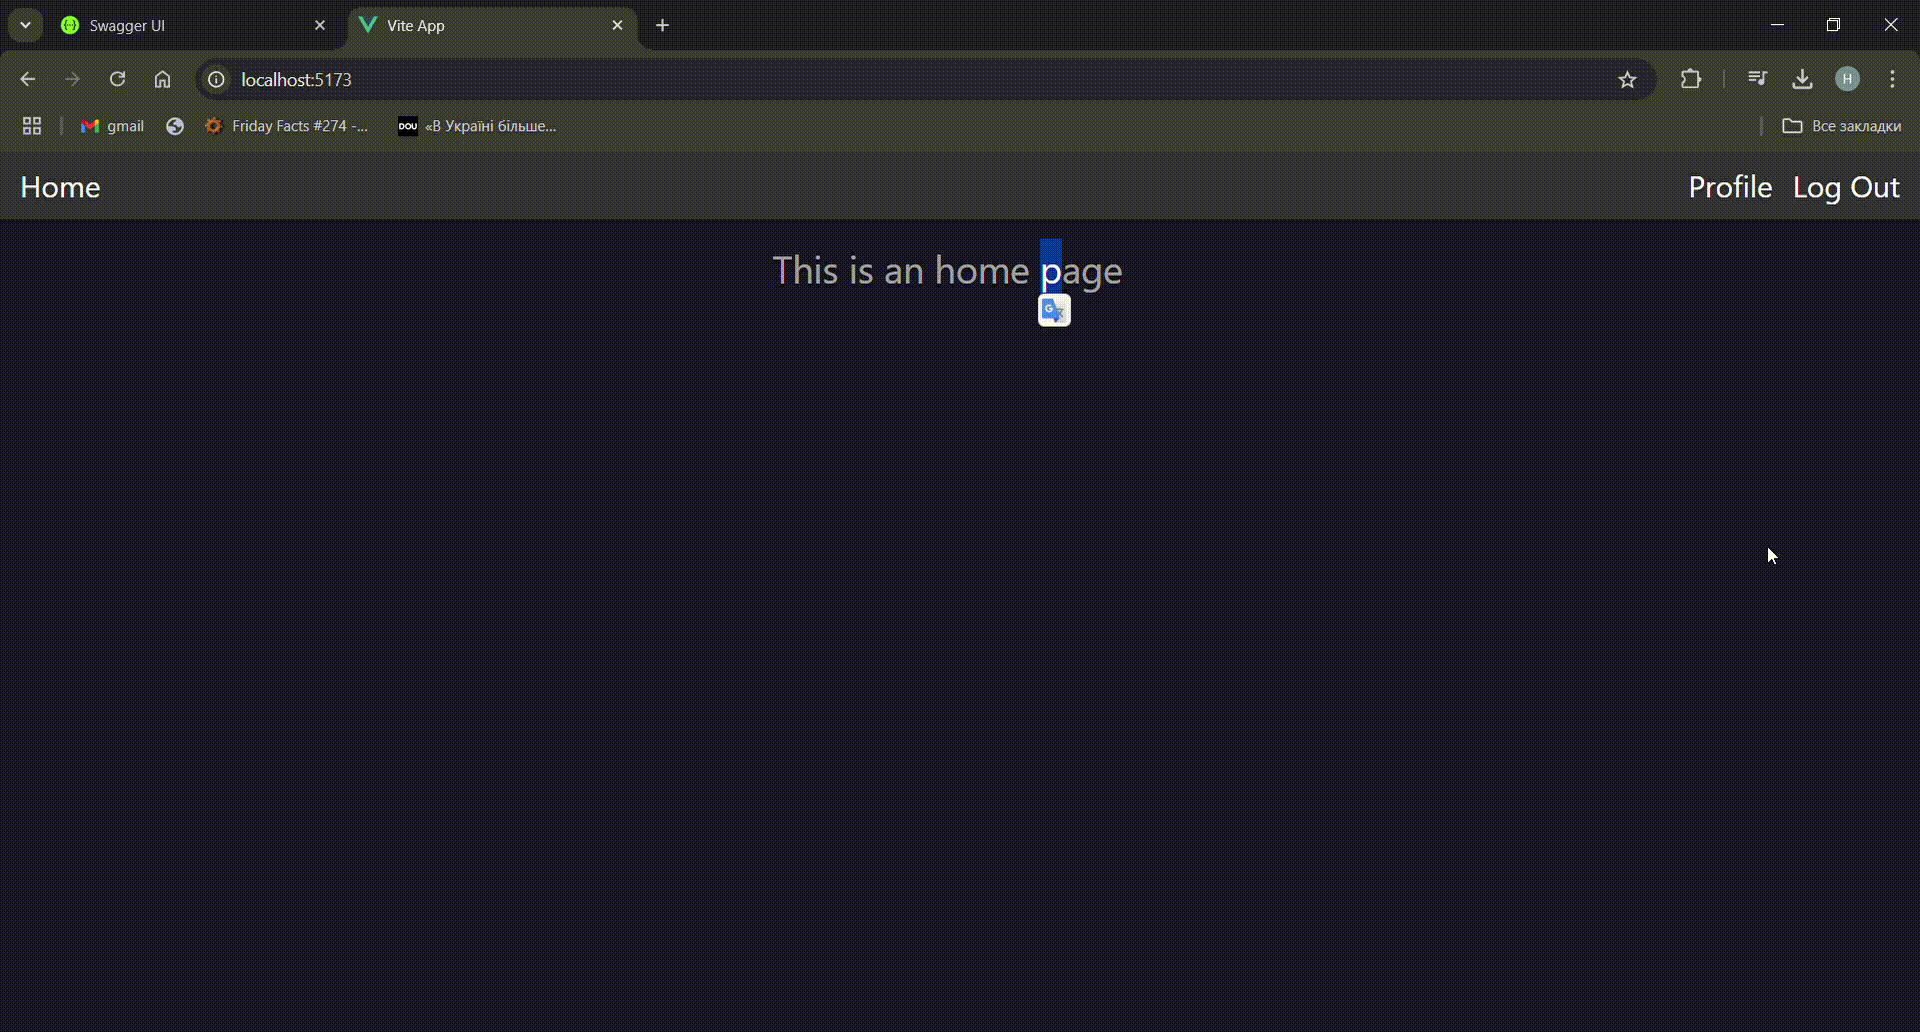 Swagger UI
Vite App
localhost:5173
H
gmail
Friday Facts #274 -...
DOU
«В Україні більше...
Все закладки
Home
Profile
Log Out
This is an home page
G